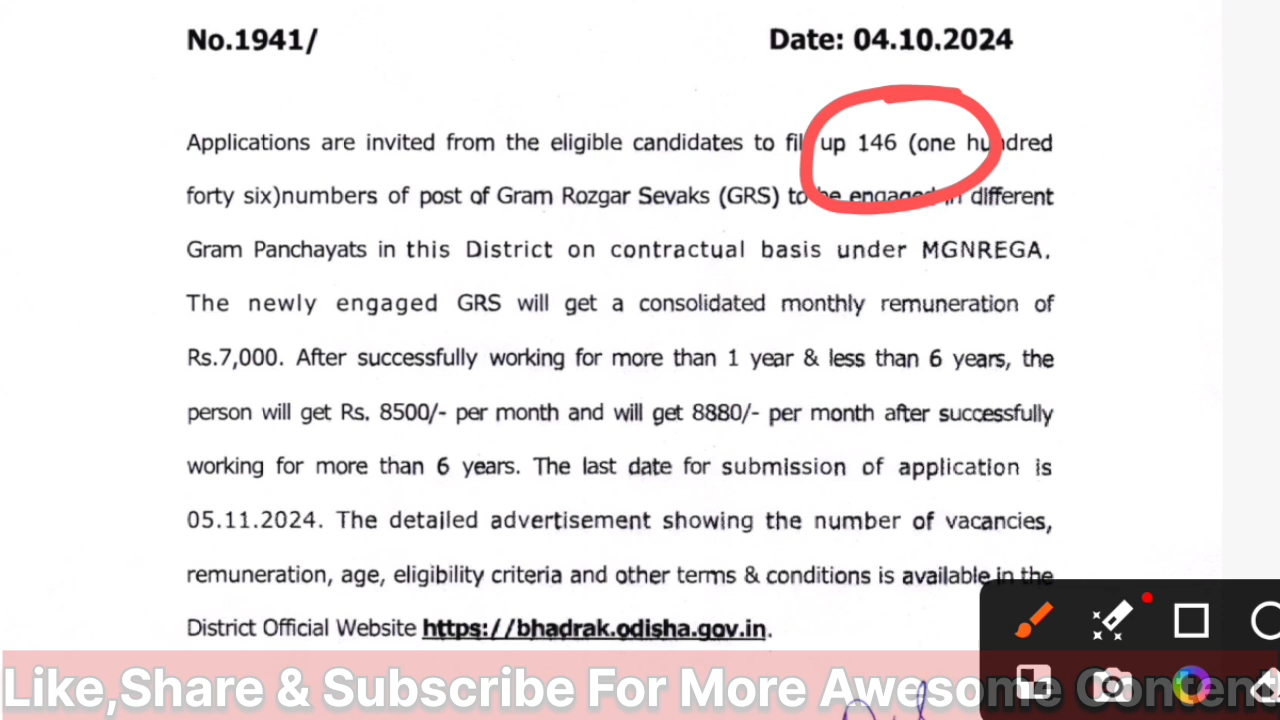 No.1941/ Date: 04.10.2024
Applications are invited from the eligible candidates to fill up 146 (one hundred
forty six)numbers of post of Gram Rozgar Sevaks (GRS) to be engaged in different
Gram Panchayats in this District on contractual basis under MGNREGA.
The newly engaged GRS will get a consolidated monthly remuneration of
Rs.7,000. After successfully working for more than 1 year & less than 6 years, the
person will get Rs. 8500/- per month and will get 8880/- per month after successfully
working for more than 6 years. The last date for submission of application is
05.11.2024. The detailed advertisement showing the number of vacancies,
remuneration, age, eligibility criteria and other terms & conditions is available in the
District Official Website https://bhadrak.odisha.gov.in.
Like,Share & Subscribe For More Awesome Content